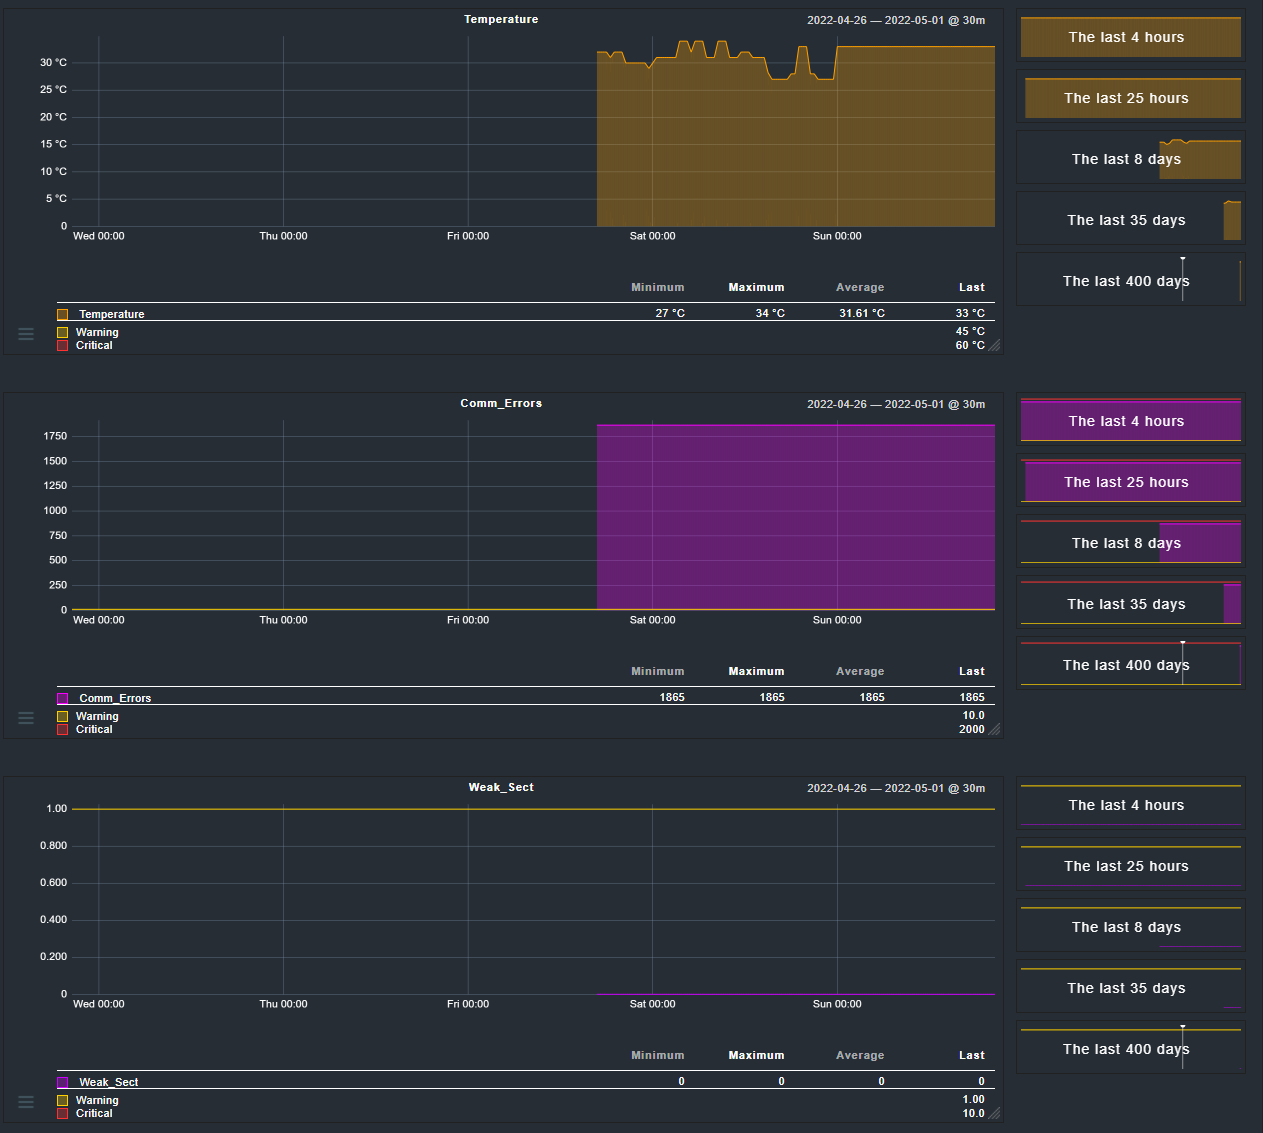 Temperature
2022-04-26 — 2022-05-01 @ 30m
30 °C
25 °C
20 °C
15 °C
10 °C
5 °C
0
Wed 00:00 Thu 00:00 Fri 00:00 Sat 00:00 Sun 00:00
Minimum Maximum Average Last
Temperature 27 °C 34 °C 31.61 °C 33 °C
Warning 45 °C
Critical 60 °C
The last 4 hours
The last 25 hours
The last 8 days
The last 35 days
The last 400 days
Comm_Errors
2022-04-26 — 2022-05-01 @ 30m
1750
1500
1250
1000
750
500
250
0
Wed 00:00 Thu 00:00 Fri 00:00 Sat 00:00 Sun 00:00
Minimum Maximum Average Last
Comm_Errors 1865 1865 1865 1865
Warning 10.0
Critical 2000
The last 4 hours
The last 25 hours
The last 8 days
The last 35 days
The last 400 days
Weak_Sect
2022-04-26 — 2022-05-01 @ 30m
1.00
0.800
0.600
0.400
0.200
0
Wed 00:00 Thu 00:00 Fri 00:00 Sat 00:00 Sun 00:00
Minimum Maximum Average Last
Weak_Sect 0 0 0 0
Warning 1.00
Critical 10.0
The last 4 hours
The last 25 hours
The last 8 days
The last 35 days
The last 400 days